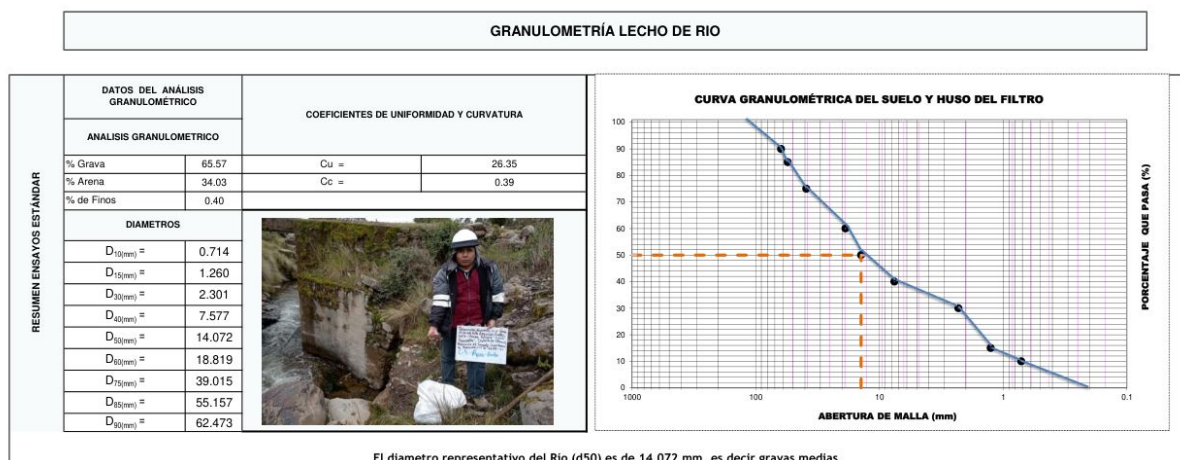 GRANULOMETRÍA LECHO DE RIO
RESUMEN ENSAYOS ESTÁNDAR
DATOS DEL ANÁLISIS
GRANULOMÉTRICO
COEFICIENTES DE UNIFORMIDAD Y CURVATURA
ANALISIS GRANULOMETRICO
% Grava 65.57 Cu = 26.35
% Arena 34.03 Cc = 0.39
% de Finos 0.40
DIAMETROS
D10(mm) = 0.714
D15(mm) = 1.260
D30(mm) = 2.301
D40(mm) = 7.577
D50(mm) = 14.072
D60(mm) = 18.819
D75(mm) = 39.015
D85(mm) = 55.157
D90(mm) = 62.473
CURVA GRANULOMÉTRICA DEL SUELO Y HUSO DEL FILTRO
100
90
80
70
60
50
40
30
20
10
0
1000 100 10 1 0.1
ABERTURA DE MALLA (mm)
PORCENTAJE QUE PASA (%)
El diametro representativo del Rio (d50) es de 14.072 mm, es decir gravas medias